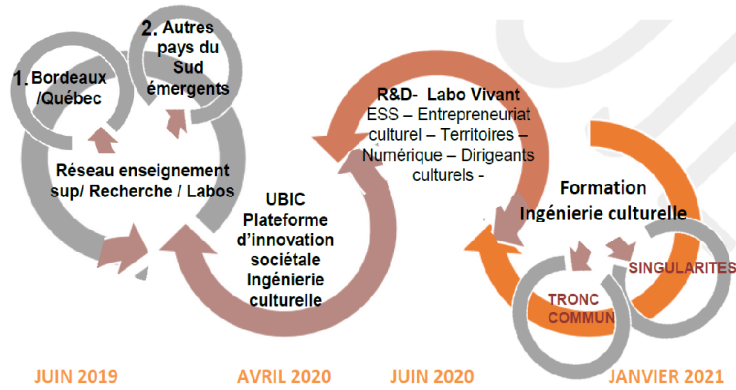 1. Bordeaux
/Québec
2. Autres
pays du
Sud
émergents
Réseau enseignement
sup/ Recherche / Labos
UBIC
Plateforme
d'innovation
sociétale
Ingénierie
culturelle
R&D- Labo Vivant
ESS – Entrepreneuriat
culturel – Territoires –
Numérique – Dirigeants
culturels -
Formation
Ingénierie culturelle
TRONC
COMMUN
SINGULARITES
JUIN 2019
AVRIL 2020
JUIN 2020
JANVIER 2021